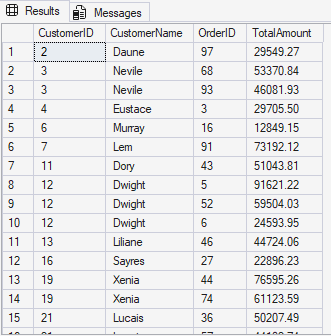 Results Messages
CustomerID CustomerName OrderID TotalAmount
1 2 Daune 97 29549.27
2 3 Nevile 68 53370.84
3 3 Nevile 93 46081.93
4 4 Eustace 3 29705.50
5 6 Murray 16 12849.15
6 7 Lem 91 73192.12
7 11 Dory 43 51043.81
8 12 Dwight 5 91621.22
9 12 Dwight 52 59504.03
10 12 Dwight 6 24593.95
11 13 Liliane 46 44724.06
12 16 Sayres 27 22896.23
13 19 Xenia 44 76595.26
14 19 Xenia 74 61123.59
15 21 Lucais 36 50207.49